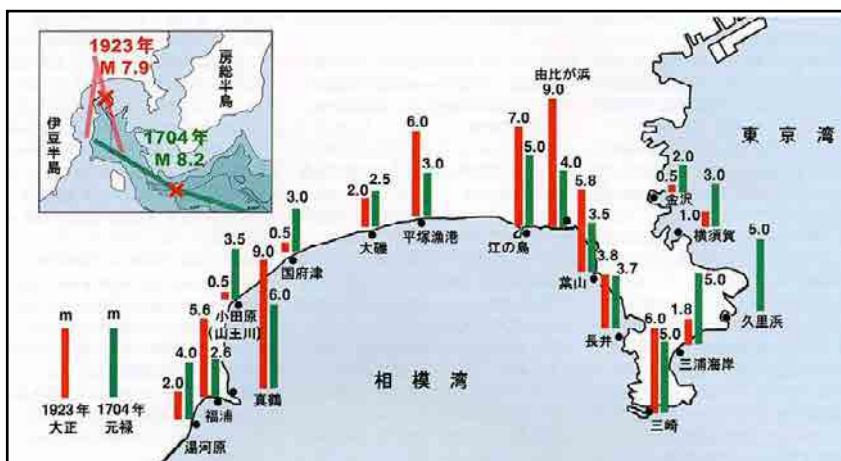 1923年
M 7.9
房総半島
伊豆半島
1704年
M 8.2
由比が浜
9.0
7.0
6.0
5.0
4.0
3.0
2.0
2.5
東京湾
0.5
2.0
金沢
3.0
1.0
横須賀
5.8
3.5
5.0
3.0
0.5
9.0
国府津
大磯
平塚漁港
江の島
葉山
3.8
3.7
5.0
久里浜
3.5
0.5
小田原
(山王川)
6.0
5.6
m
m
長井
6.0
5.0
1.8
三浦海岸
4.0
2.6
2.0
相模湾
1923年
大正
1704年
元禄
福浦
真鶴
三崎
湯河原